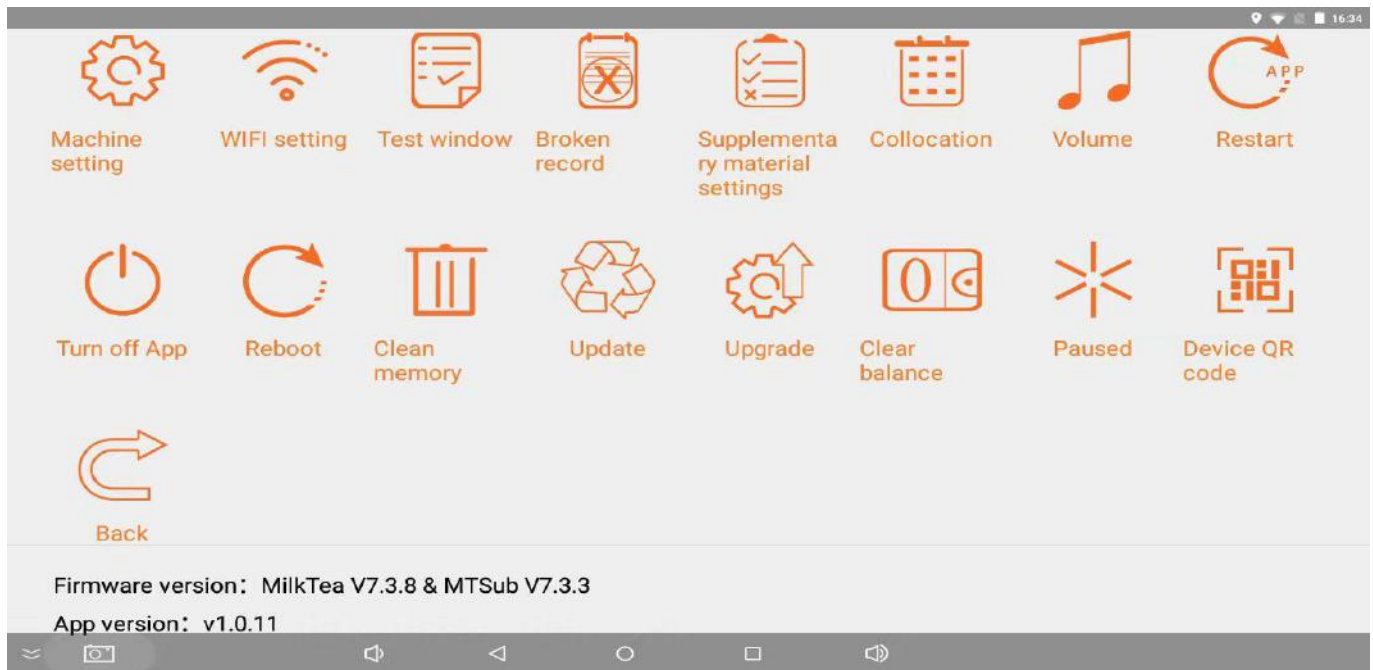 16:34
APP
Machine
setting
WIFI setting
Test window
Broken
record
Supplementa
ry material
settings
Collocation
Volume
Restart
Turn off App
Reboot
Clean
memory
Update
Upgrade
0
Clear
balance
Paused
Device QR
code
Back
Firmware version：MilkTea V7.3.8 & MTSub V7.3.3
App version：v1.0.11